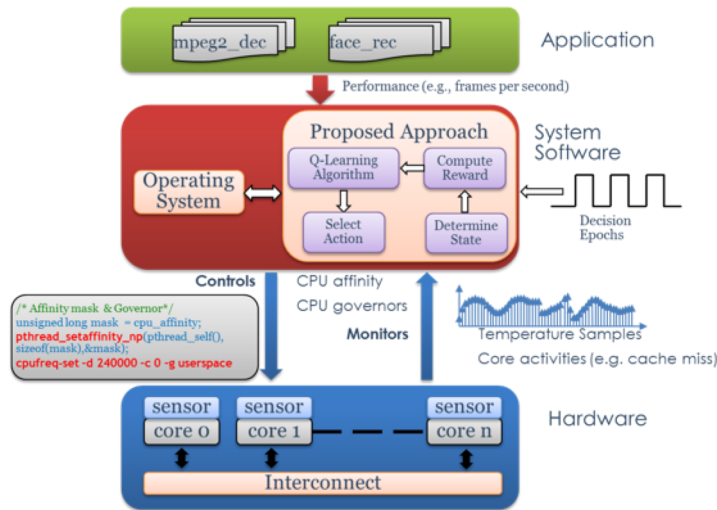 mpeg2_dec
face_rec
Application
Performance (e.g., frames per second)
Proposed Approach
System
Software
Q-Learning
Algorithm
Compute
Reward
Operating
System
Select
Action
Determine
State
Decision
Epochs
Controls
CPU affinity
CPU governors
Monitors
/* Affinity mask & Governor*/
unsigned long mask = cpu_affinity;
pthread_setaffinity_np(pthread_self(),
sizeof(mask),&mask);
cpufreq-set -d 240000 -c 0 -g userspace
Temperature Samples
Core activities (e.g. cache miss)
sensor
sensor
sensor
Hardware
core 0
core 1
core n
Interconnect